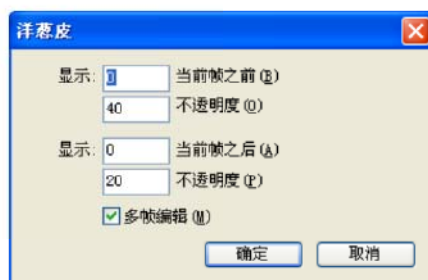 洋葱皮
显示: 0 当前帧之前(B)
40 不透明度(O)
显示: 0 当前帧之后(A)
20 不透明度(P)
多帧编辑(M)
确定 取消